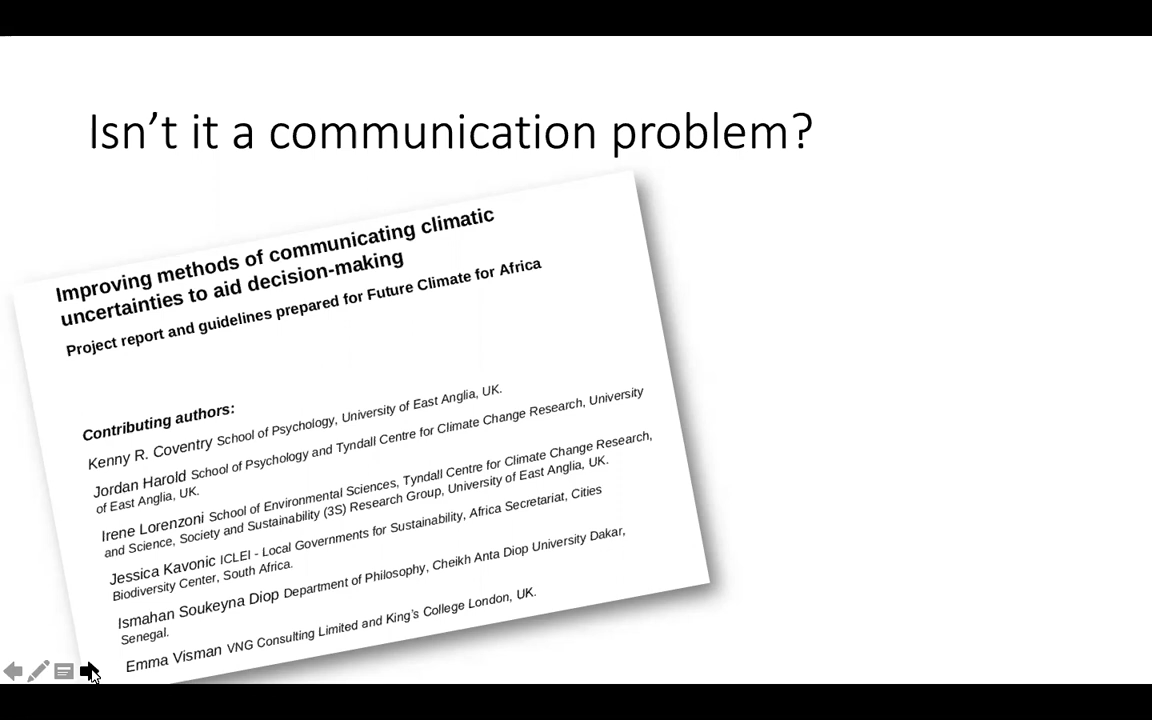 Isn’t it a communication problem?
Improving methods of communicating climatic
uncertainties to aid decision-making
Project report and guidelines prepared for Future Climate for Africa
Contributing authors:
Kenny R. Coventry School of Psychology, University of East Anglia, UK.
Jordan Harold School of Psychology and Tyndall Centre for Climate Change Research, University
of East Anglia, UK.
Irene Lorenzoni School of Environmental Sciences, Tyndall Centre for Climate Change Research,
and Science, Society and Sustainability (3S) Research Group, University of East Anglia, UK.
Jessica Kavonic ICLEI - Local Governments for Sustainability, Africa Secretariat, Cities
Biodiversity Center, South Africa.
Ismahan Soukeyna Diop Department of Philosophy, Cheikh Anta Diop University Dakar,
Senegal.
Emma Visman VNG Consulting Limited and King’s College London, UK.